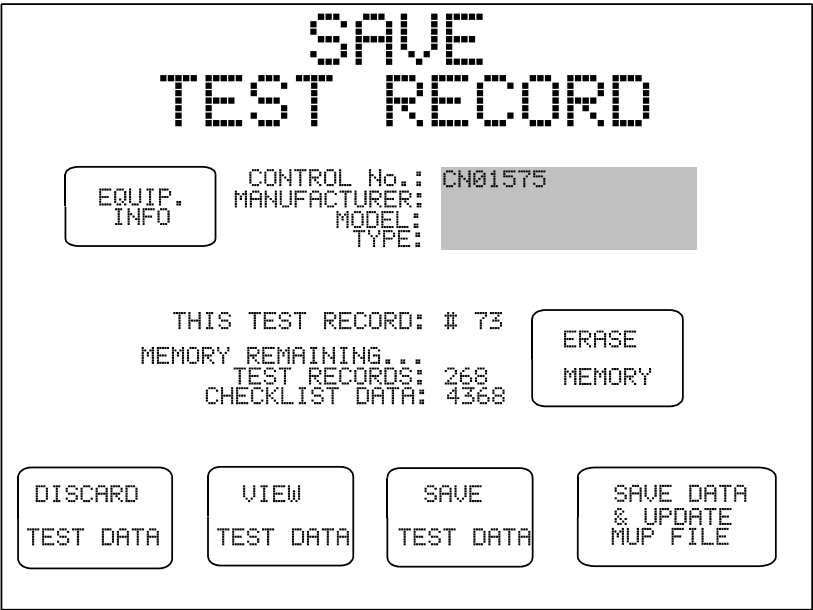 SAVE
TEST RECORD
EQUIP.
INFO
CONTROL No.: CN01575
MANUFACTURER:
MODEL:
TYPE:
THIS TEST RECORD: # 73
MEMORY REMAINING...
TEST RECORDS: 268
CHECKLIST DATA: 4368
ERASE
MEMORY
DISCARD
TEST DATA
VIEW
TEST DATA
SAVE
TEST DATA
SAVE DATA
& UPDATE
MUP FILE